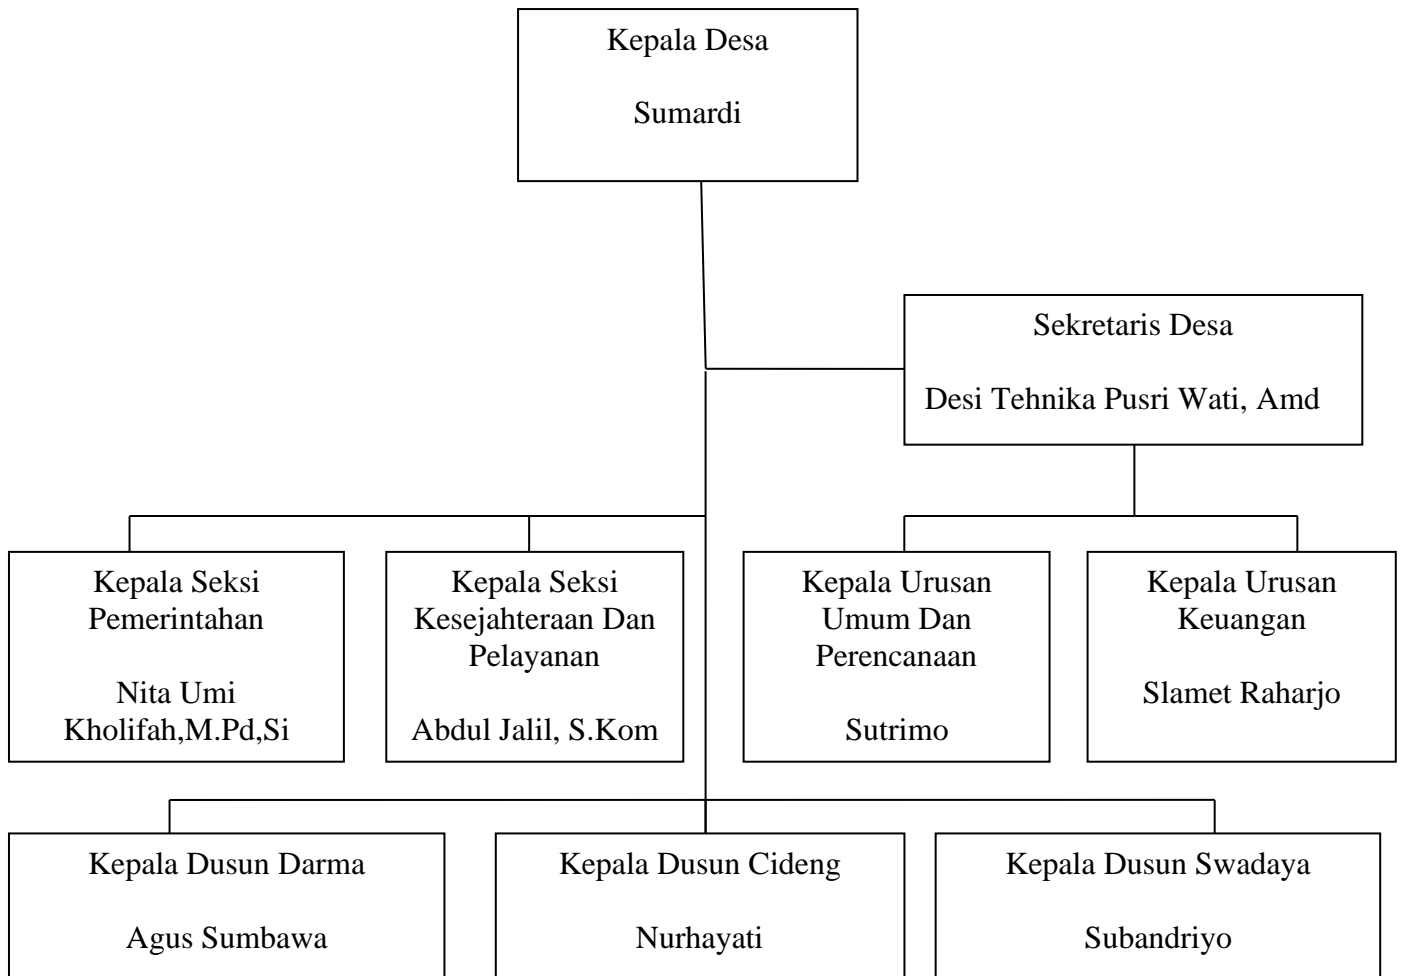 Kepala Desa
Sumardi
Sekretaris Desa
Desi Tehnika Pusri Wati, Amd
Kepala Seksi
Pemerintahan
Nita Umi
Kholifah,M.Pd,Si
Kepala Seksi
Kesejahteraan Dan
Pelayanan
Abdul Jalil, S.Kom
Kepala Urusan
Umum Dan
Perencanaan
Sutrimo
Kepala Urusan
Keuangan
Slamet Raharjo
Kepala Dusun Darma
Agus Sumbawa
Kepala Dusun Cideng
Nurhayati
Kepala Dusun Swadaya
Subandriyo